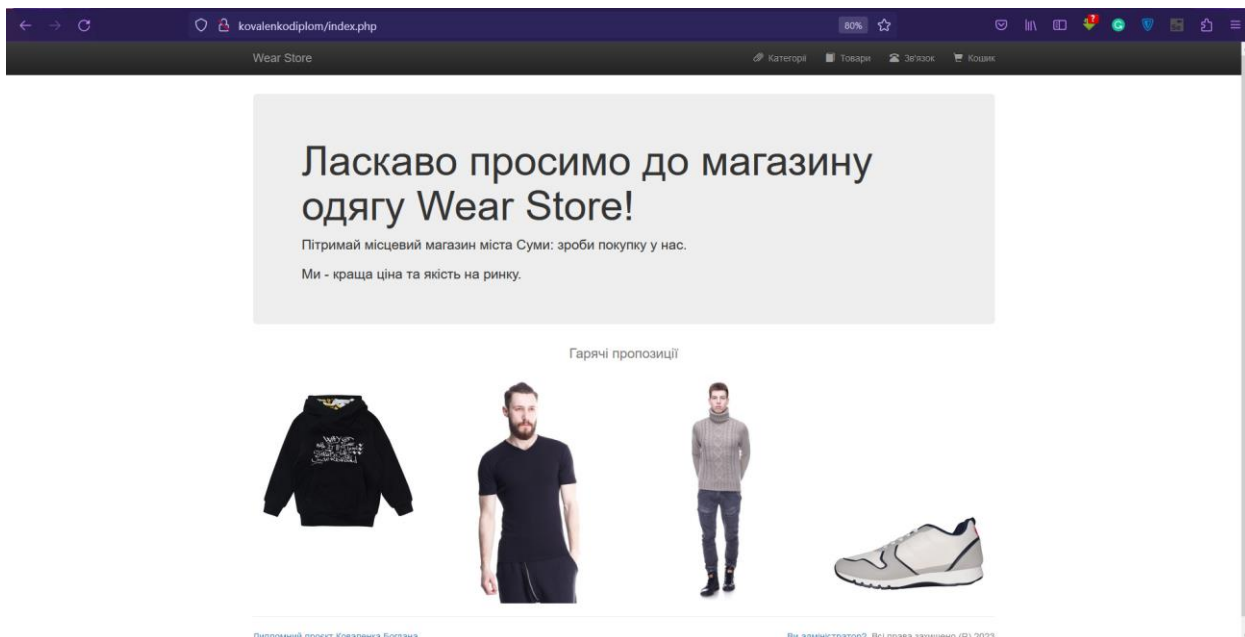 kovalenkodiplom/index.php
80%
Wear Store
Категорії
Товари
Зв'язок
Кошик
Ласкаво просимо до магазину
одягу Wear Store!
Пітримай місцевий магазин міста Суми: зроби покупку у нас.
Ми - краща ціна та якість на ринку.
Гарячі пропозиції
Дипломний проєкт Коваленка Богдана
Ви адміністратор? Всі права захищено (R) 2023